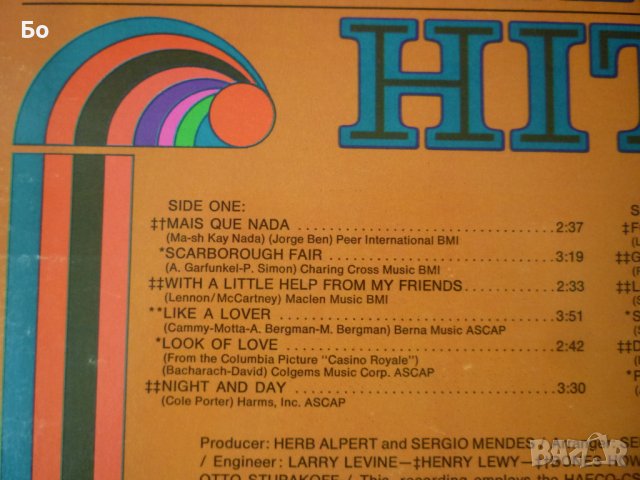 Бо
HIT
SIDE ONE:
‡†MAIS QUE NADA 2:37
(Ma-sh Kay Nada) (Jorge Ben) Peer International BMI
*SCARBOROUGH FAIR 3:19
(A. Garfunkel-P. Simon) Charing Cross Music BMI
‡‡WITH A LITTLE HELP FROM MY FRIENDS 2:33
(Lennon/McCartney) Maclen Music BMI
**LIKE A LOVER 3:51
(Cammy-Motta-A. Bergman-M. Bergman) Berna Music ASCAP
*LOOK OF LOVE 2:42
(From the Columbia Picture "Casino Royale")
(Bacharach-David) Colgems Music Corp. ASCAP
‡‡NIGHT AND DAY 3:30
(Cole Porter) Harms, Inc. ASCAP
Producer: HERB ALPERT and SERGIO MENDES
/ Engineer: LARRY LEVINE—‡HENRY LEWY—
This recording employs the HAECO-C
BAZAR